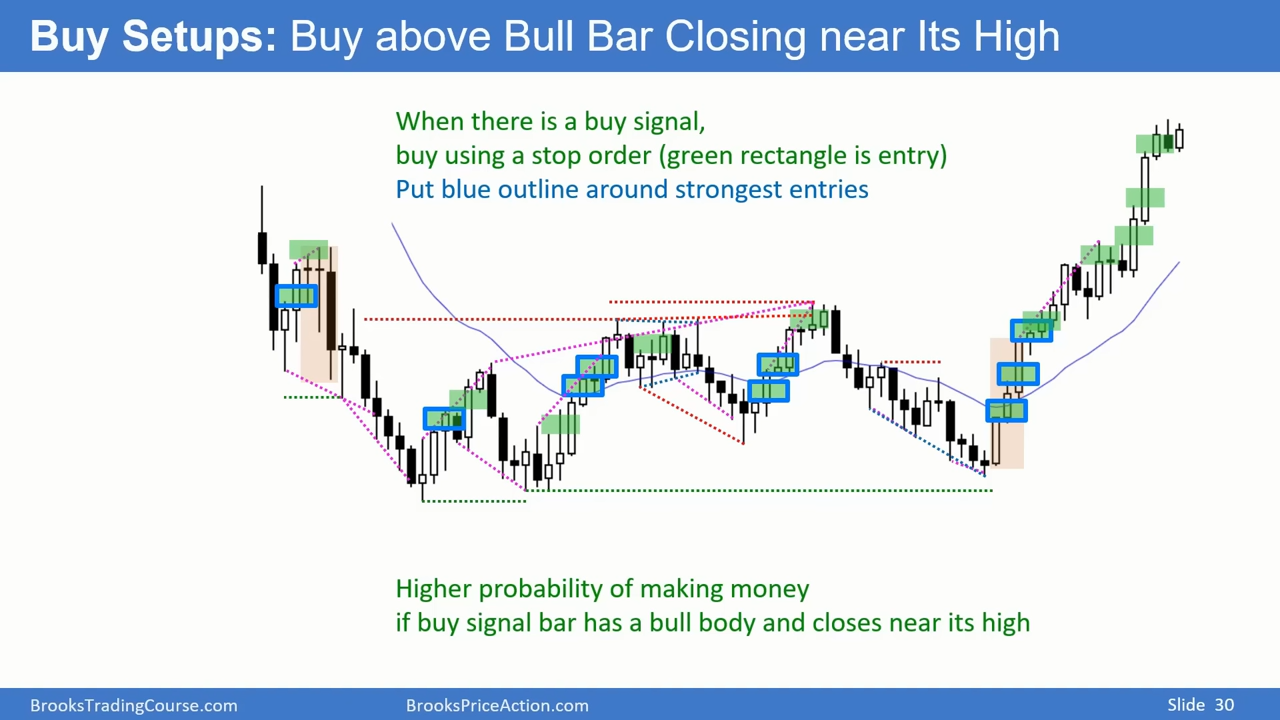 Buy Setups: Buy above Bull Bar Closing near Its High
When there is a buy signal,
buy using a stop order (green rectangle is entry)
Put blue outline around strongest entries
Higher probability of making money
if buy signal bar has a bull body and closes near its high
BrooksTradingCourse.com
BrooksPriceAction.com
Slide 30